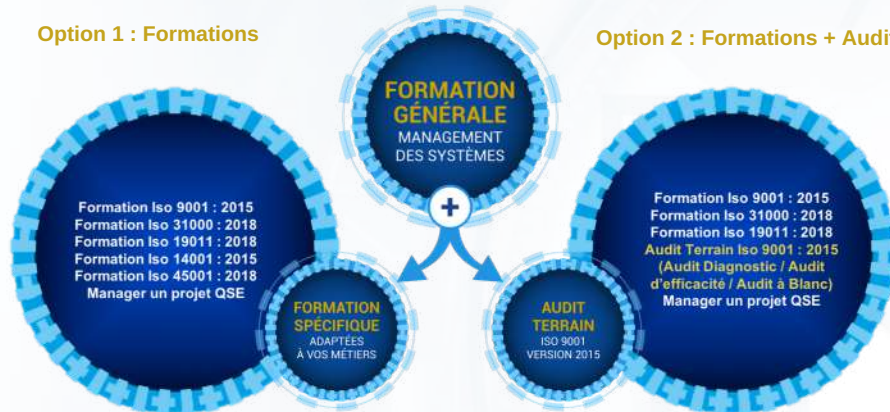 Option 1 : Formations
Option 2 : Formations + Audit
FORMATION
GÉNÉRALE
MANAGEMENT
DES SYSTÈMES
+
Formation Iso 9001 : 2015
Formation Iso 31000 : 2018
Formation Iso 19011 : 2018
Formation Iso 14001 : 2015
Formation Iso 45001 : 2018
Manager un projet QSE
FORMATION
SPÉCIFIQUE
ADAPTÉES
À VOS MÉTIERS
AUDIT
TERRAIN
ISO 9001
VERSION 2015
Formation Iso 9001 : 2015
Formation Iso 31000 : 2018
Formation Iso 19011 : 2018
Audit Terrain Iso 9001 : 2015
(Audit Diagnostic / Audit
d'efficacité / Audit à Blanc)
Manager un projet QSE